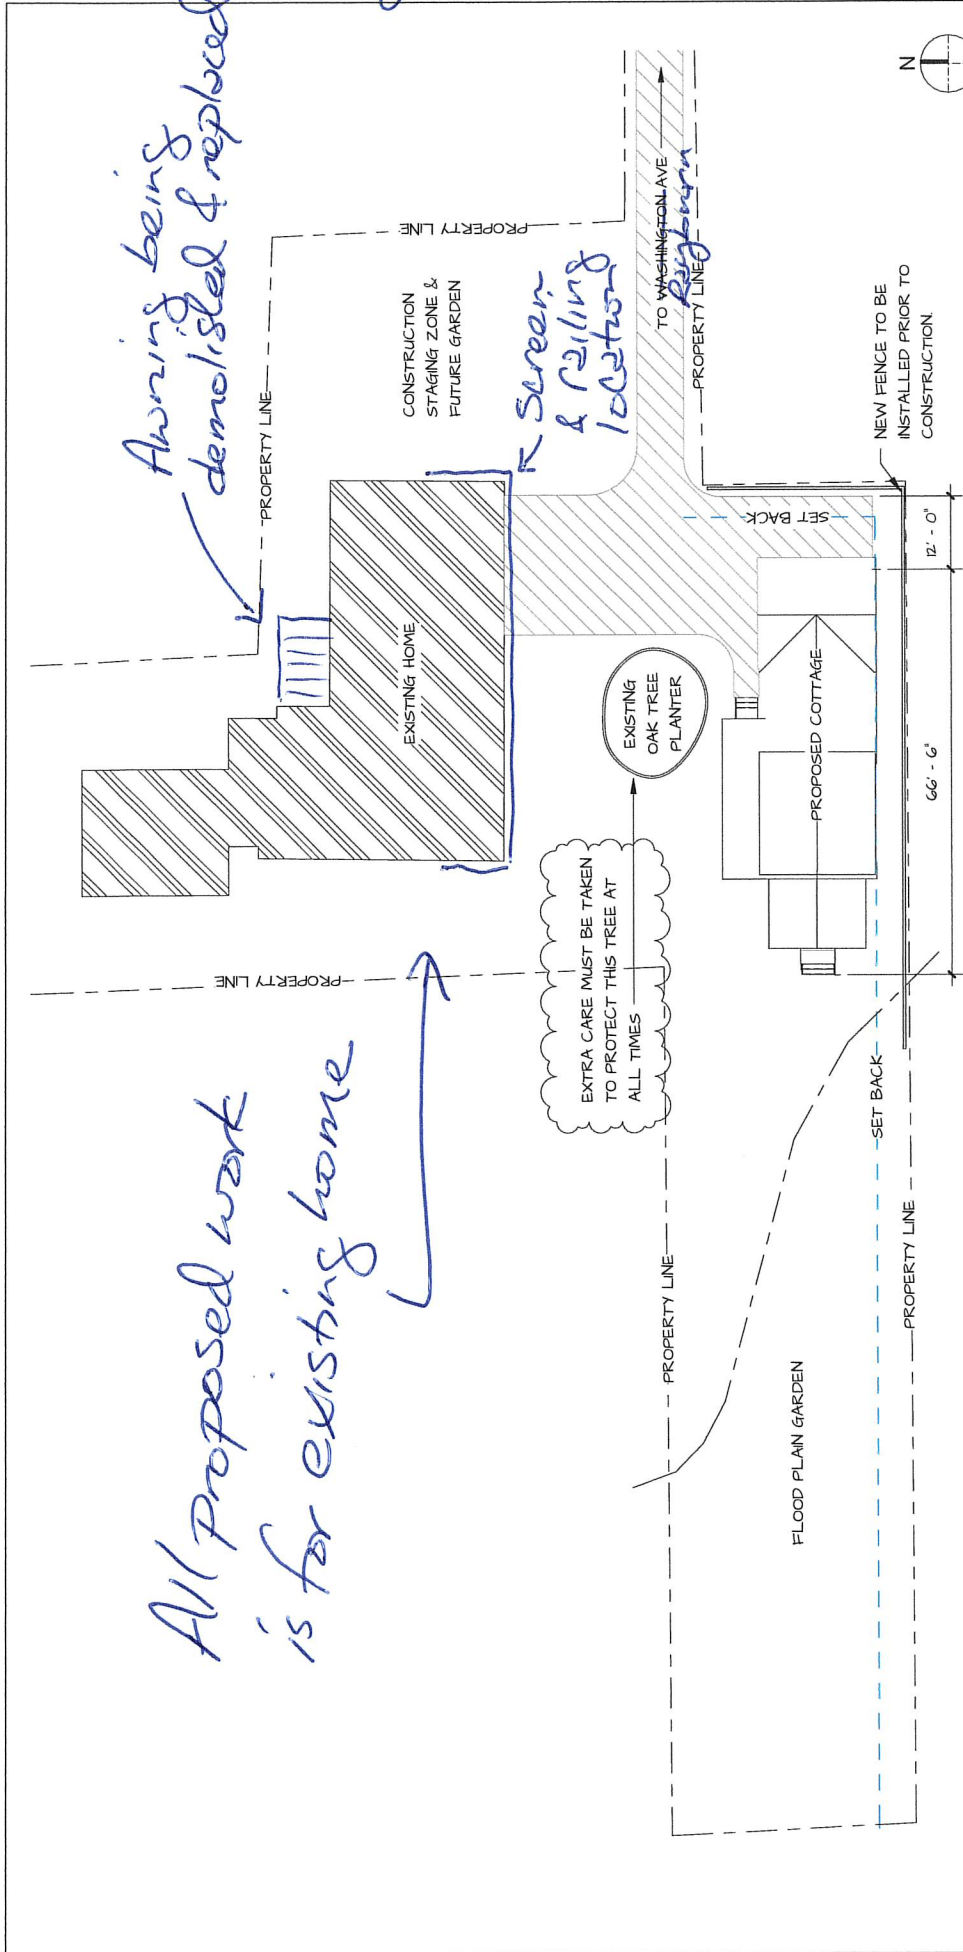 Awning being
demolished & replaced
PROPERTY LINE
PROPERTY LINE
CONSTRUCTION
STAGING ZONE &
FUTURE GARDEN
Screen
& railing
location
EXISTING HOME
N
TO WASHINGTON AVE
PROPERTY LINE
NEW FENCE TO BE
INSTALLED PRIOR TO
CONSTRUCTION.
SET BACK
12' - 0"
EXISTING
OAK TREE
PLANTER
PROPOSED COTTAGE
66' - 6"
EXTRA CARE MUST BE TAKEN
TO PROTECT THIS TREE AT
ALL TIMES
PROPERTY LINE
All proposed work
is for existing home
PROPERTY LINE
FLOOD PLAIN GARDEN
SET BACK
PROPERTY LINE